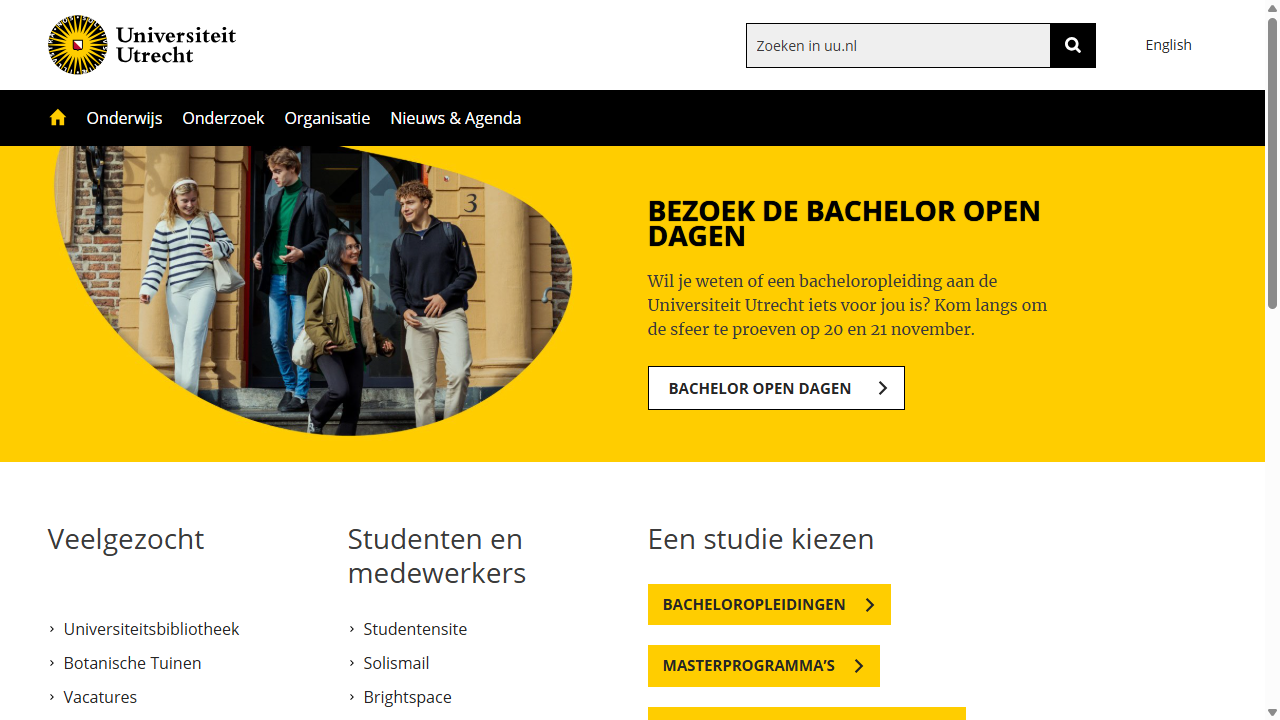 Universiteit
Utrecht
Zoeken in uu.nl
English
Onderwijs
Onderzoek
Organisatie
Nieuws & Agenda
3
BEZOEK DE BACHELOR OPEN
DAGEN
Wil je weten of een bacheloropleiding aan de
Universiteit Utrecht iets voor jou is? Kom langs om
de sfeer te proeven op 20 en 21 november.
BACHELOR OPEN DAGEN
Veelgezocht
Universiteitsbibliotheek
Botanische Tuinen
Vacatures
Studenten en
medewerkers
Studentensite
Solismail
Brightspace
Een studie kiezen
BACHELOROPLEIDINGEN
MASTERPROGRAMMA’S